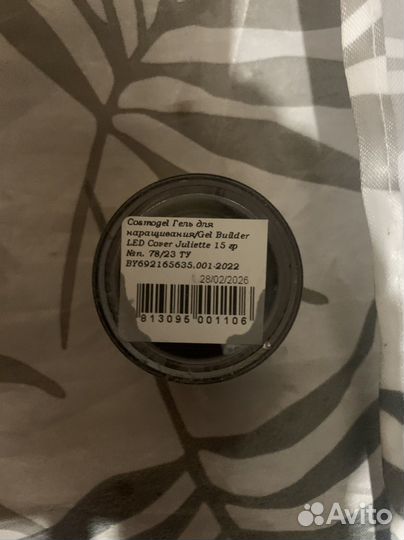 Cosmogel Гель для
наращивания/Gel Builder
LED Cover Juliette 15 гр
№п. 78/23 ТУ
BY692165635.001-2022
28/02/2026
813095 001106
Avito